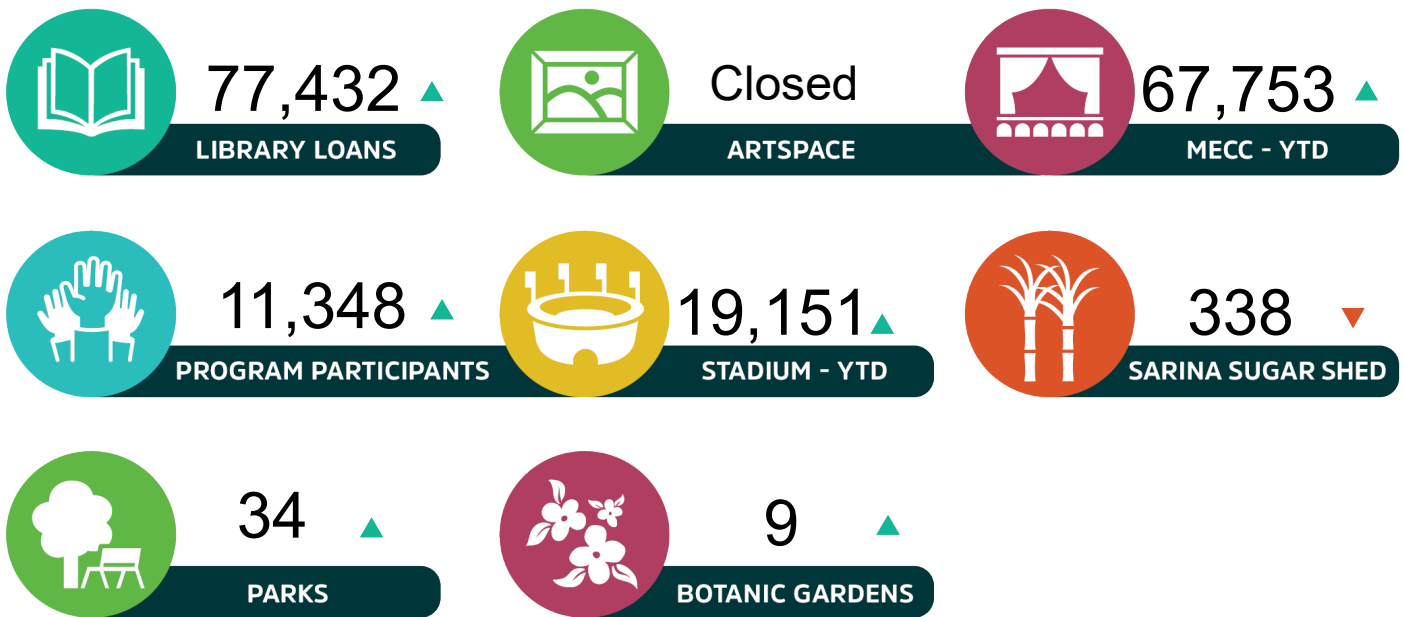 77,432
LIBRARY LOANS
Closed
ARTSPACE
67,753
MECC - YTD
11,348
PROGRAM PARTICIPANTS
19,151
STADIUM - YTD
338
SARINA SUGAR SHED
34
PARKS
9
BOTANIC GARDENS